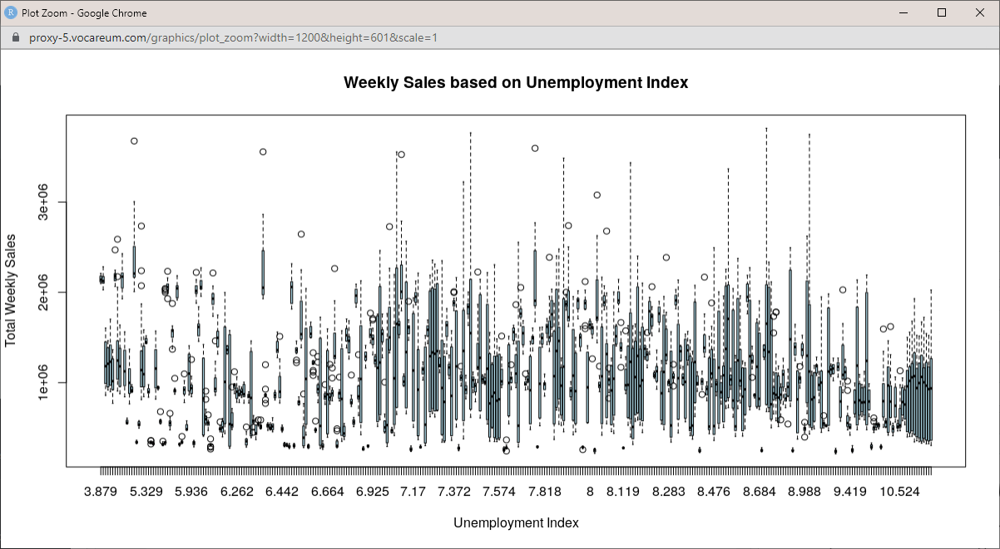 R Plot Zoom - Google Chrome
proxy-5.vocareum.com/graphics/plot_zoom?width=1200&height=601&scale=1
Weekly Sales based on Unemployment Index
Total Weekly Sales
3e+06
2e+06
1e+06
3.879 5.329 5.936 6.262 6.442 6.664 6.925 7.17 7.372 7.574 7.818 8 8.119 8.283 8.476 8.684 8.988 9.419 10.524
Unemployment Index